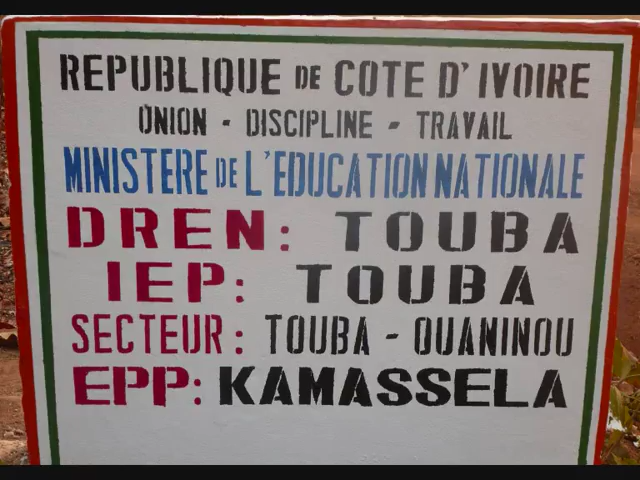 REPUBLIQUE DE COTE D'IVOIRE
UNION - DISCIPLINE - TRAVAIL
MINISTERE DE L'EDUCATION NATIONALE
DREN: TOUBA
IEP: TOUBA
SECTEUR: TOUBA - OUANINOU
EPP: KAMASSELA